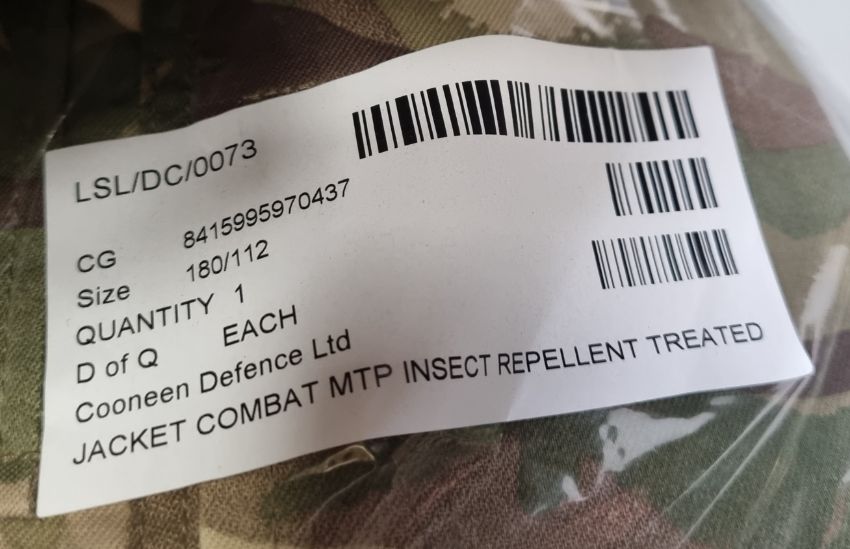 LSL/DC/0073
CG 8415995970437
Size 180/112
QUANTITY 1
D of Q EACH
Cooneen Defence Ltd
JACKET COMBAT MTP INSECT REPELLENT TREATED